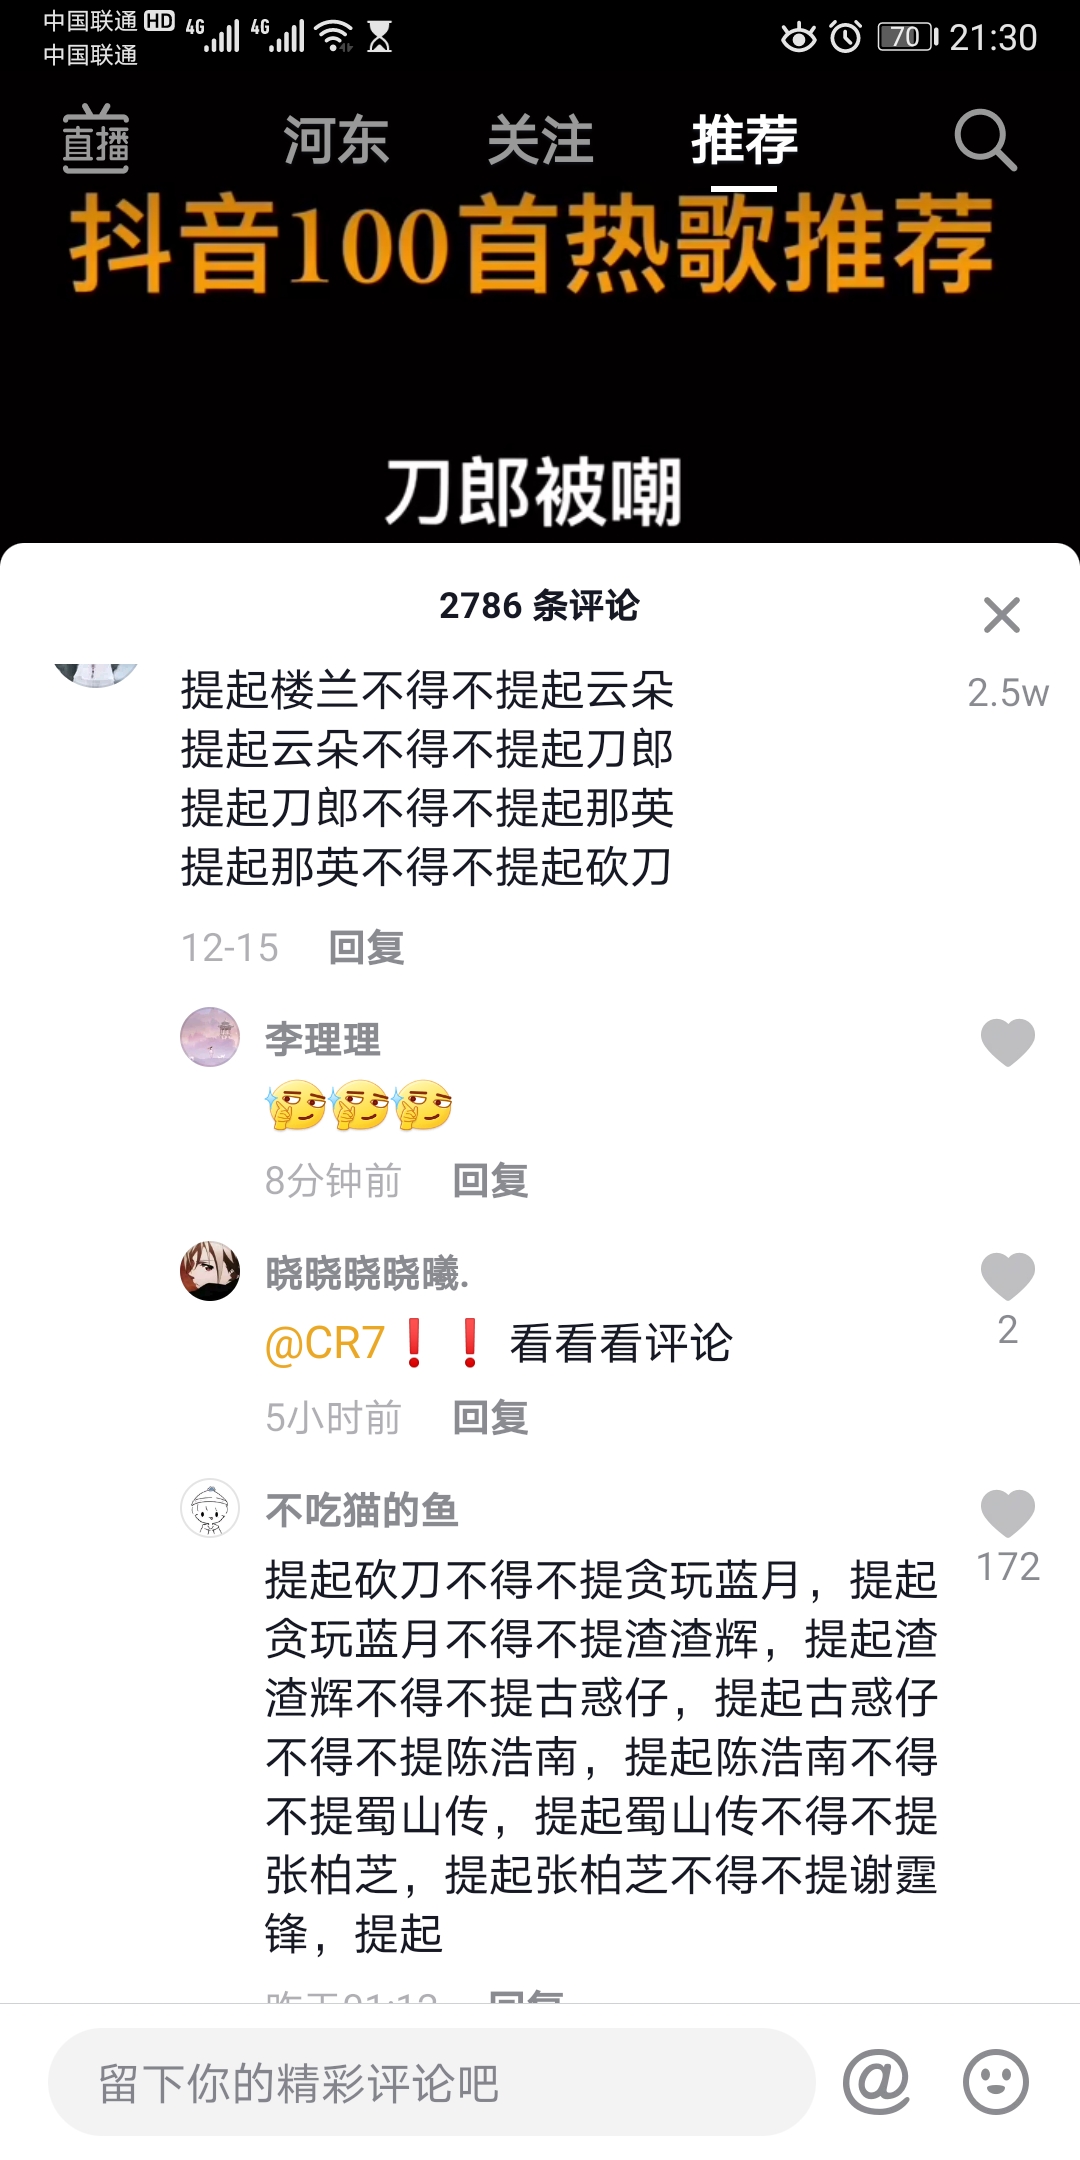 中国联通 HD 4G 4G 70 21:30
中国联通
直播 河东 关注 推荐
抖音100首热歌推荐
刀郎被嘲
2786 条评论
提起楼兰不得不提起云朵
2.5w
提起云朵不得不提起刀郎
提起刀郎不得不提起那英
提起那英不得不提起砍刀
12-15 回复
李理理
8分钟前 回复
晓晓晓晓曦.
@CR7❗❗看看看评论
2
5小时前 回复
不吃猫的鱼
提起砍刀不得不提贪玩蓝月，提起
172
贪玩蓝月不得不提渣渣辉，提起渣
渣辉不得不提古惑仔，提起古惑仔
不得不提陈浩南，提起陈浩南不得
不提蜀山传，提起蜀山传不得不提
张柏芝，提起张柏芝不得不提谢霆
锋，提起
回复
留下你的精彩评论吧